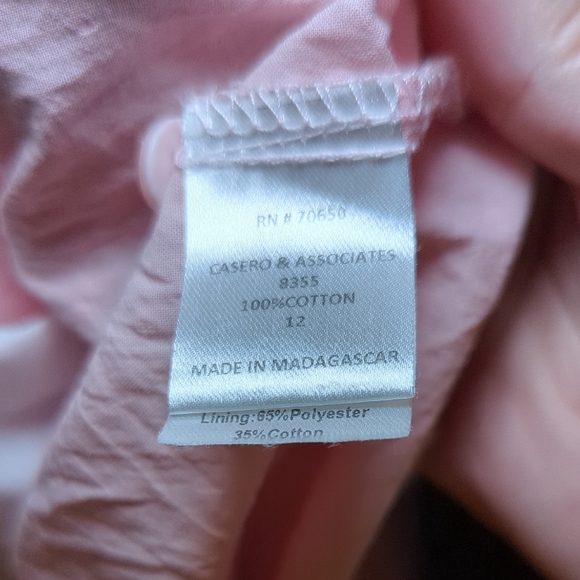 RN # 70650
CASERO & ASSOCIATES
8355
100%COTTON
12
MADE IN MADAGASCAR
Lining:65%Polyester
35%Cotton